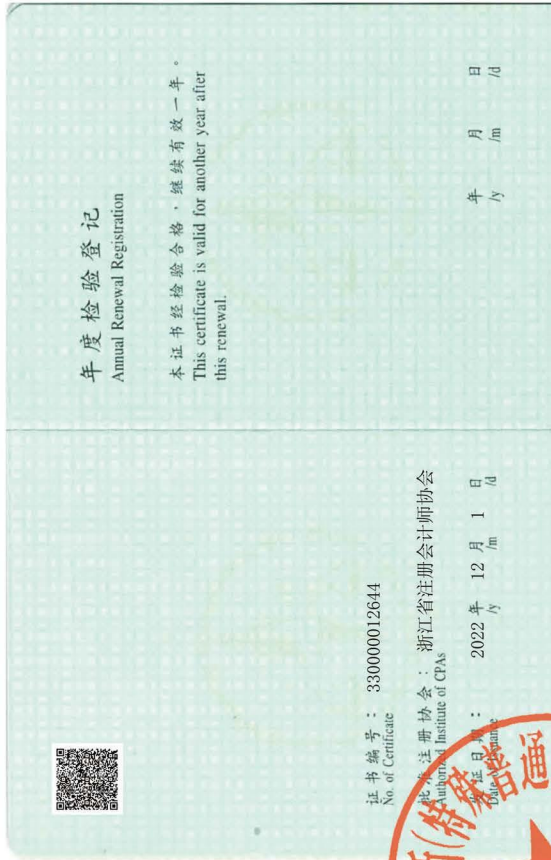 年度检验登记
Annual Renewal Registration
本证书经检验合格，继续有效一年。
This certificate is valid for another year after
this renewal.
年 月 日
/y /m /d
证书编号： 330000012644
No. of Certificate
批准注册协会： 浙江省注册会计师协会
Authorized Institute of CPAs
发证日期： 2022 年 12 月 1 日
Date of Issuance /y /m /d
(特殊普通